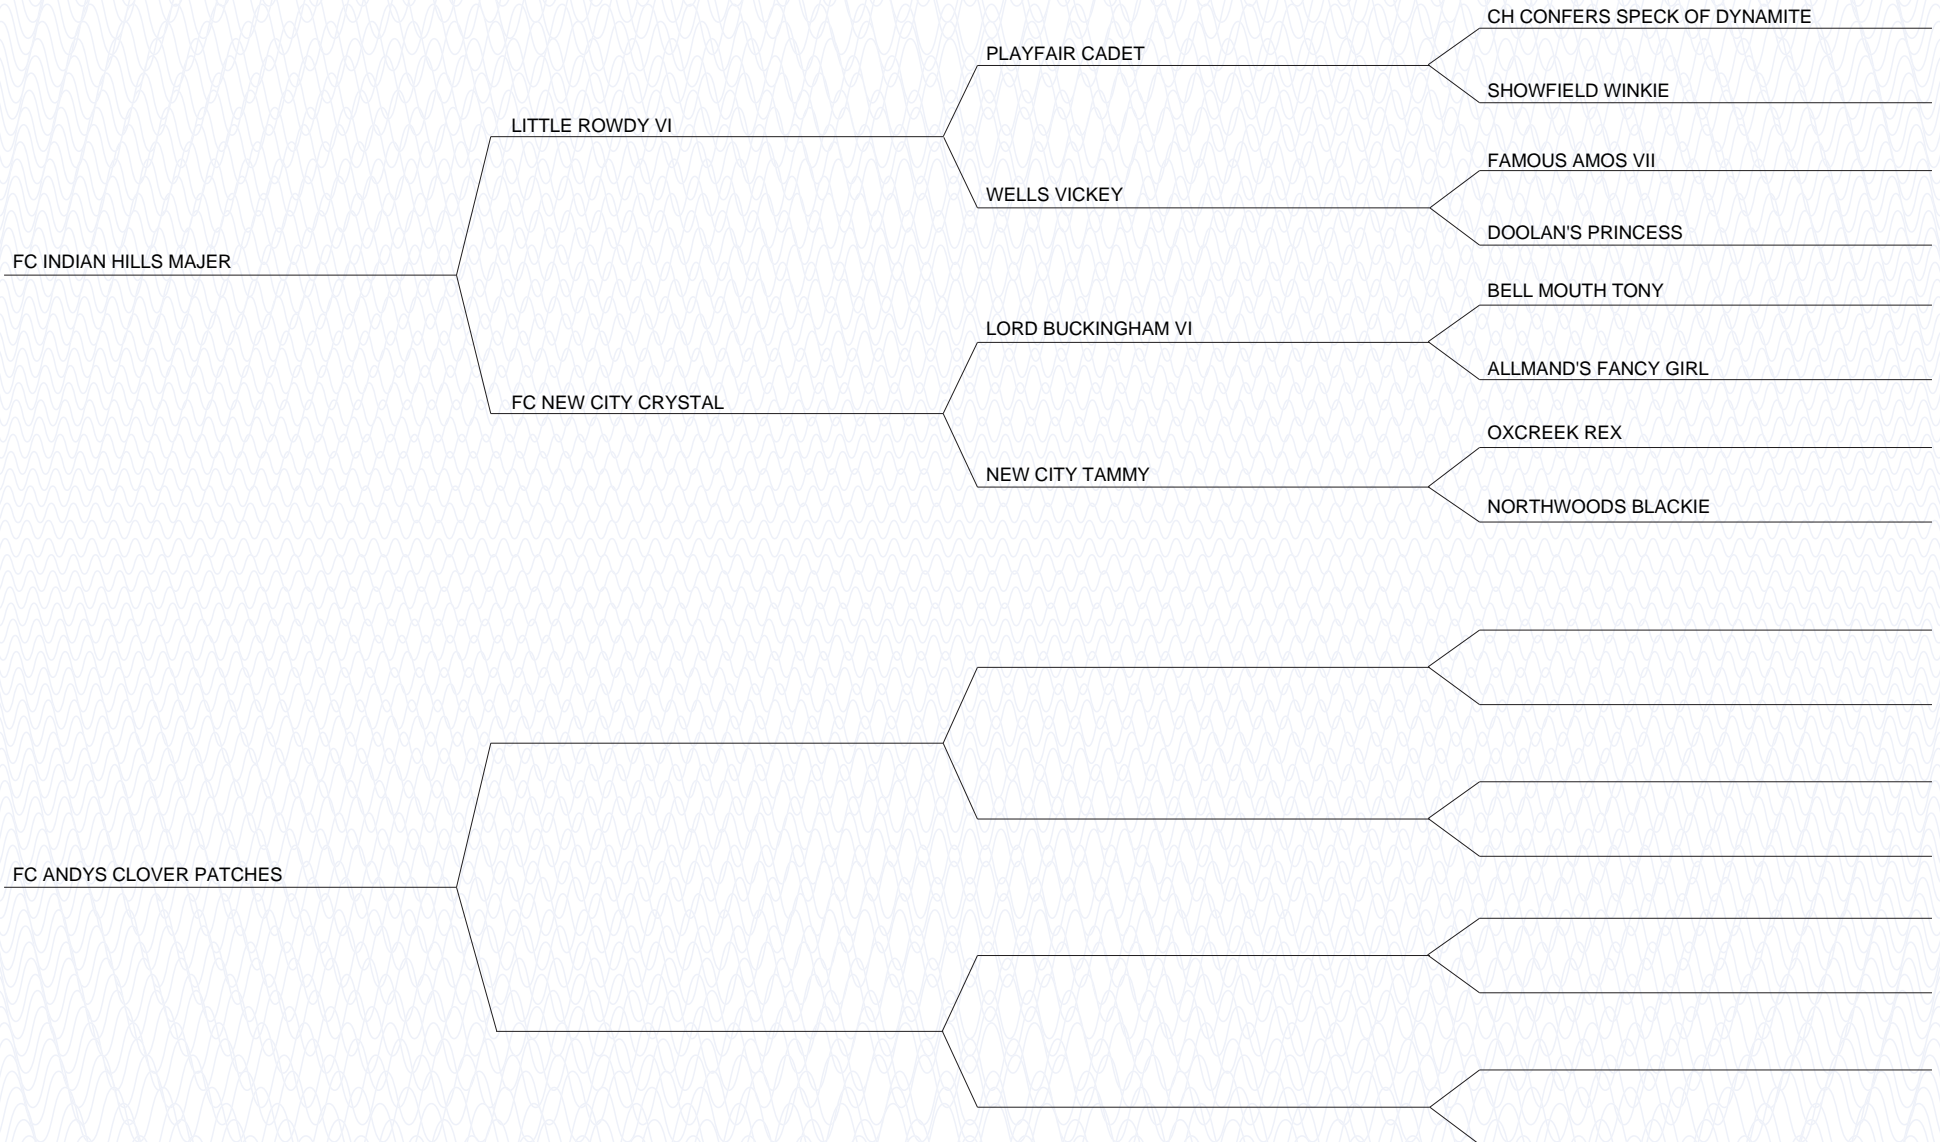 CH CONFERS SPECK OF DYNAMITE
PLAYFAIR CADET
SHOWFIELD WINKIE
LITTLE ROWDY VI
FAMOUS AMOS VII
WELLS VICKEY
DOOLAN'S PRINCESS
FC INDIAN HILLS MAJER
BELL MOUTH TONY
LORD BUCKINGHAM VI
ALLMAND'S FANCY GIRL
FC NEW CITY CRYSTAL
OXCREEK REX
NEW CITY TAMMY
NORTHWOODS BLACKIE
FC ANDYS CLOVER PATCHES